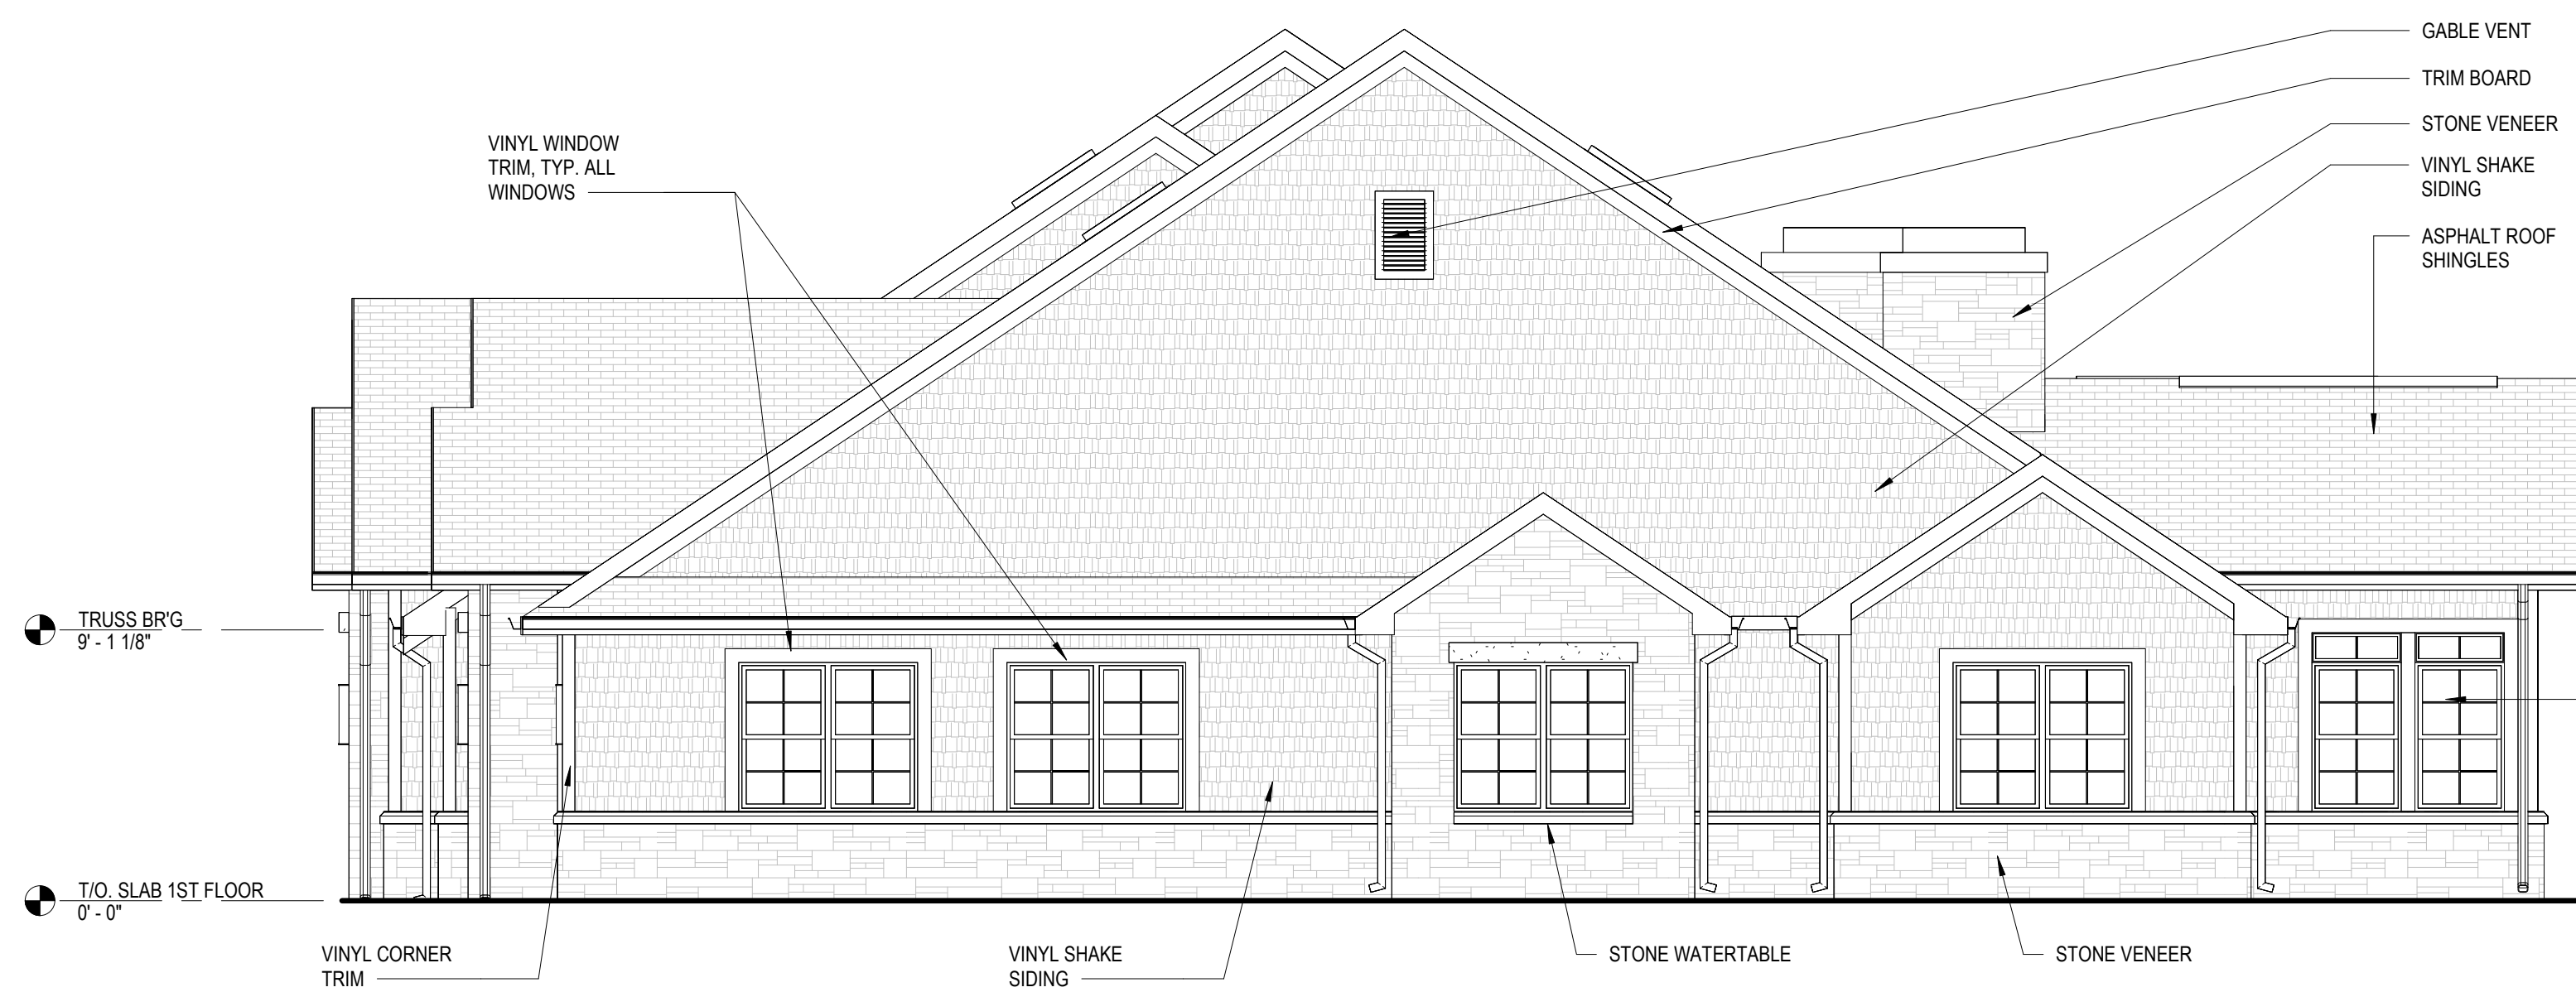 GABLE VENT
TRIM BOARD
STONE VENEER
VINYL SHAKE
SIDING
ASPHALT ROOF
SHINGLES
VINYL WINDOW
TRIM, TYP. ALL
WINDOWS
TRUSS BR'G
9' - 1 1/8"
T/O. SLAB 1ST FLOOR
0' - 0"
VINYL CORNER
TRIM
VINYL SHAKE
SIDING
STONE WATERTABLE
STONE VENEER